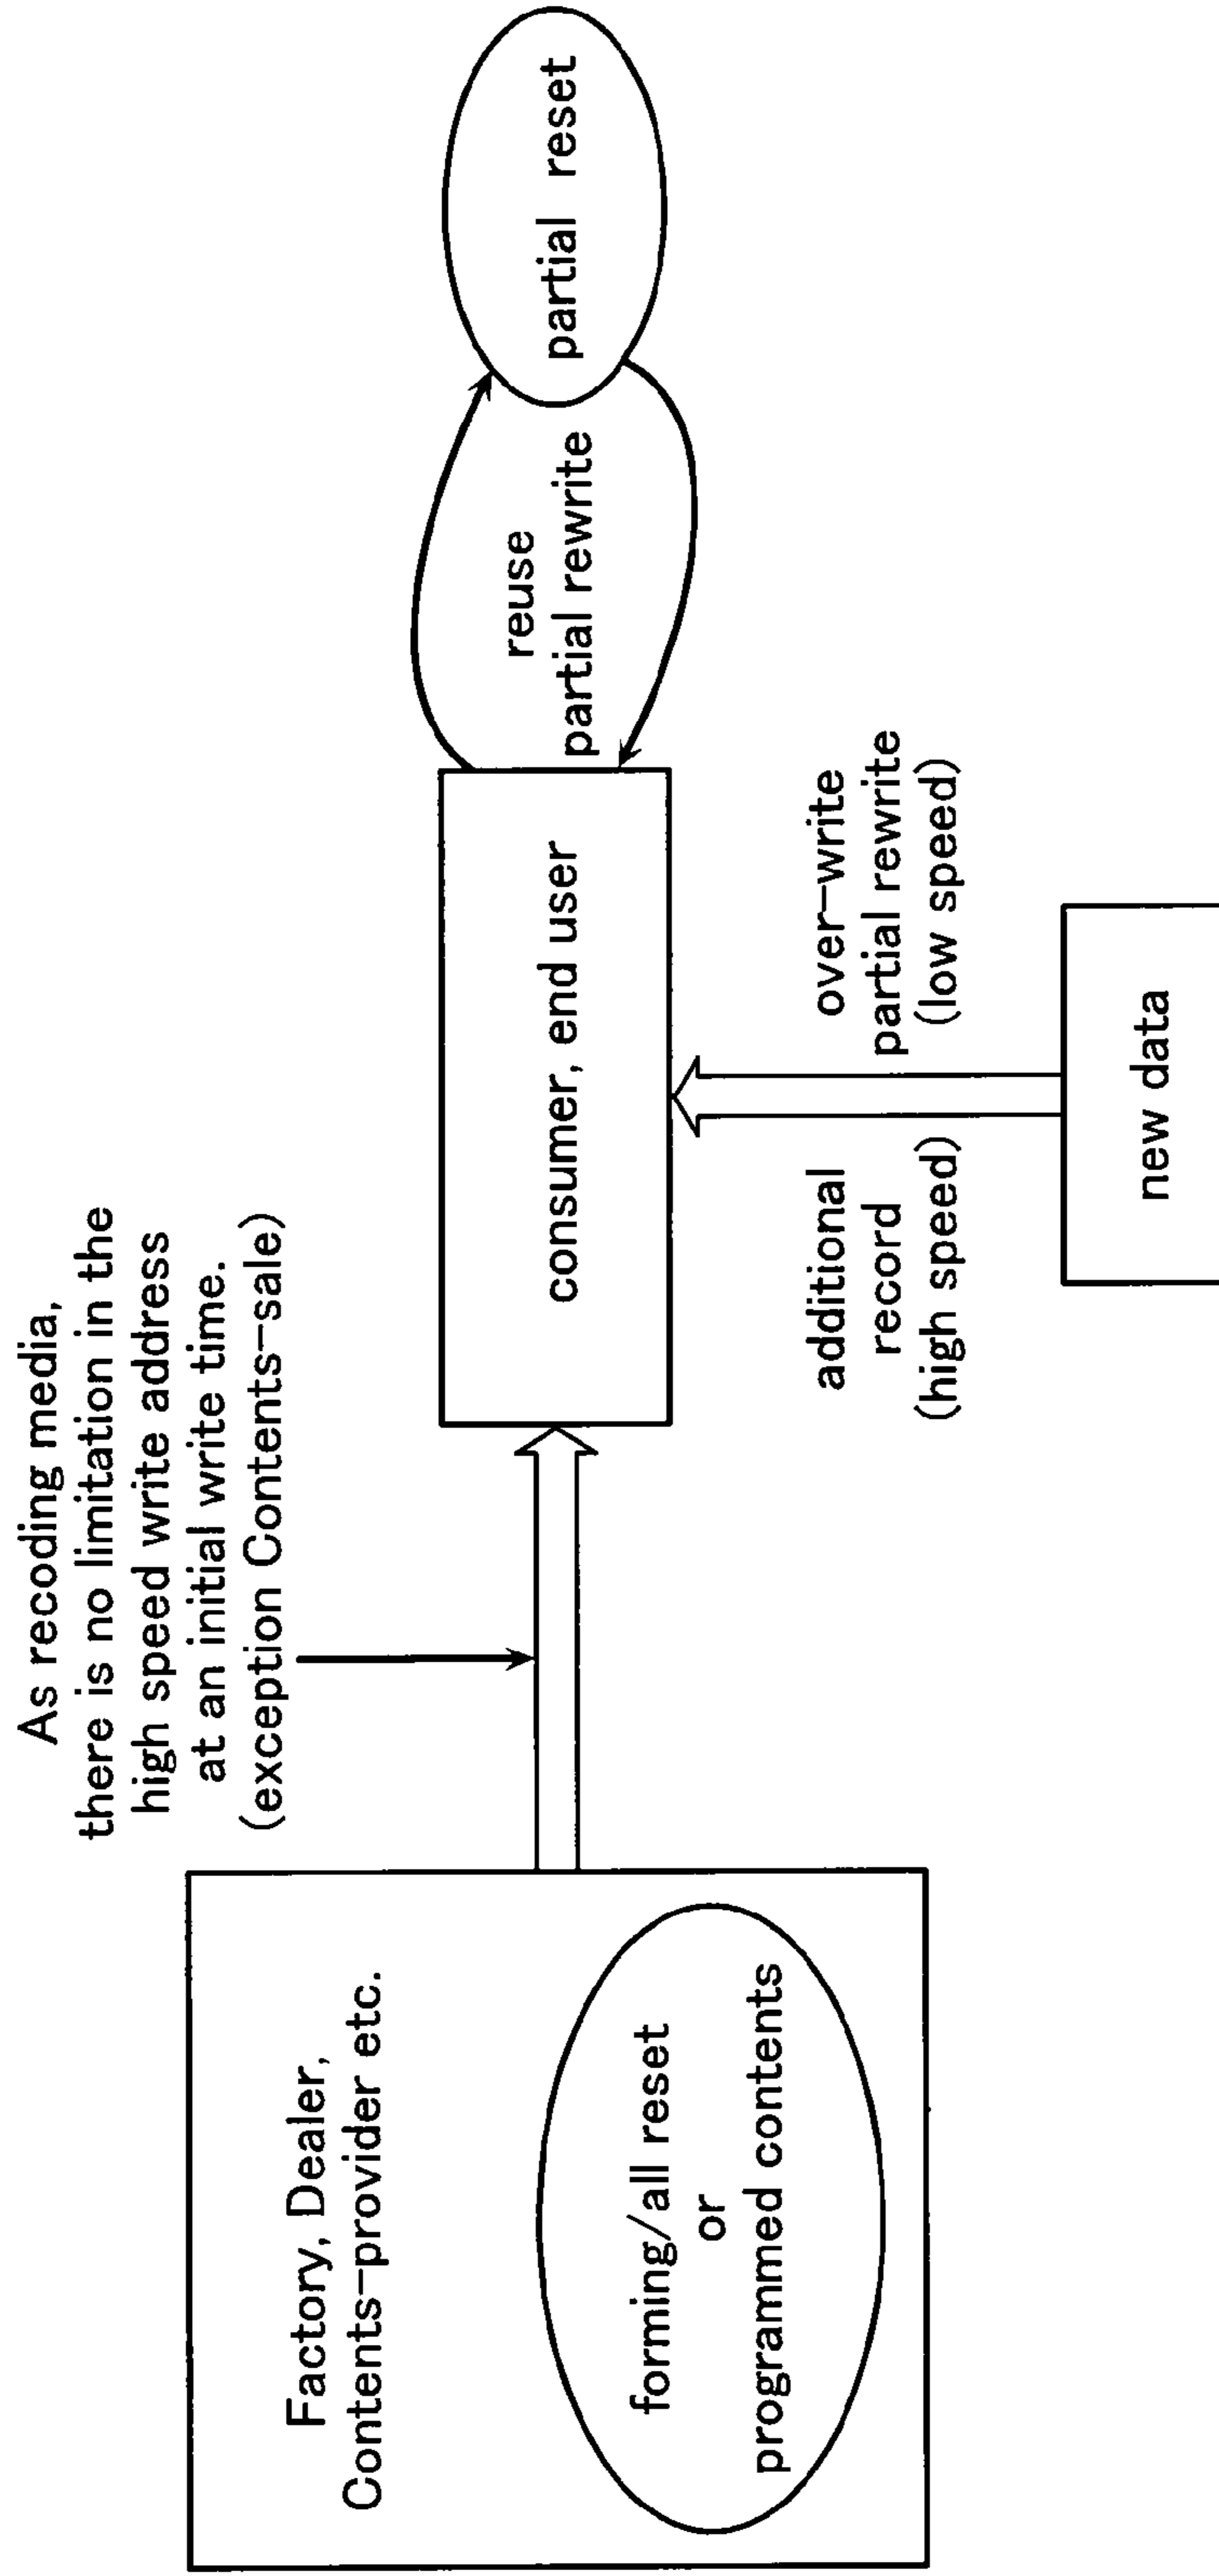 As recoding media,
there is no limitation in the
high speed write address
at an initial write time.
(exception Contents-sale)
Factory, Dealer,
Contents-provider etc.
forming/all reset
or
programmed contents
consumer, end user
reuse
partial rewrite
partial reset
additional
record
(high speed)
over-write
partial rewrite
(low speed)
new data